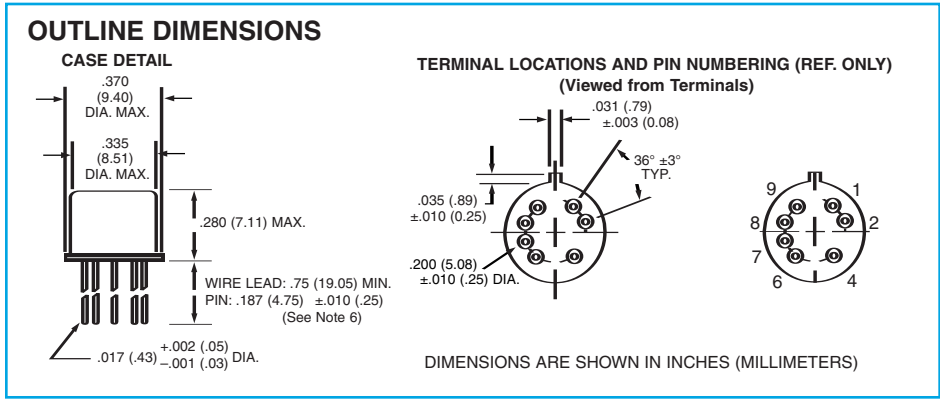 OUTLINE DIMENSIONS
CASE DETAIL
.370
(9.40)
DIA. MAX.
.335
(8.51)
DIA. MAX.
.280 (7.11) MAX.
WIRE LEAD: .75 (19.05) MIN.
PIN: .187 (4.75) ±.010 (.25)
(See Note 6)
.017 (.43) +.002 (.05) DIA.
–.001 (.03)
TERMINAL LOCATIONS AND PIN NUMBERING (REF. ONLY)
(Viewed from Terminals)
.031 (.79)
±.003 (0.08)
36° ±3°
TYP.
.035 (.89)
±.010 (0.25)
.200 (5.08)
±.010 (.25) DIA.
9 1
8 2
7
6 4
DIMENSIONS ARE SHOWN IN INCHES (MILLIMETERS)